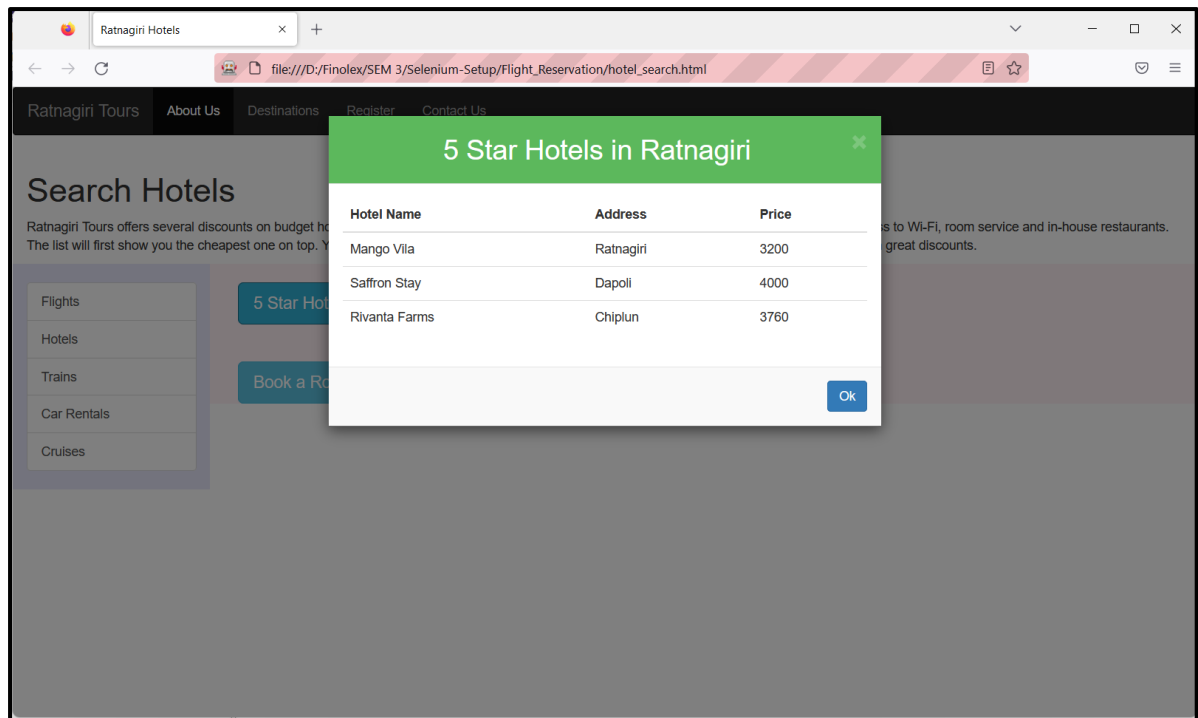 Ratnagiri Hotels
file:///D:/Finolex/SEM 3/Selenium-Setup/Flight_Reservation/hotel_search.html
Ratnagiri Tours About Us Destinations Register Contact Us
5 Star Hotels in Ratnagiri
Hotel Name Address Price
Mango Vila Ratnagiri 3200
Saffron Stay Dapoli 4000
Rivanta Farms Chiplun 3760
Ok
Search Hotels
Ratnagiri Tours offers several discounts on budget to Wi-Fi, room service and in-house restaurants.
The list will first show you the cheapest one on top. great discounts.
Flights
Hotels
Trains
Car Rentals
Cruises
5 Star
Book a